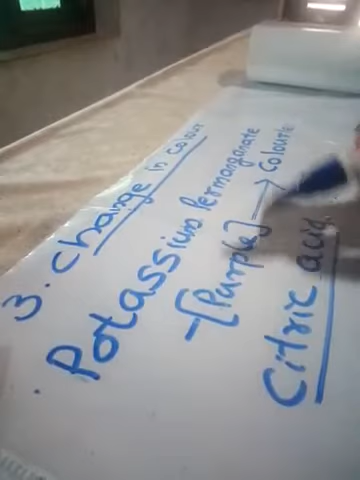 3. Change in Colour
Potassium Permanganate
-[Purple] → Colourle
Citric acid